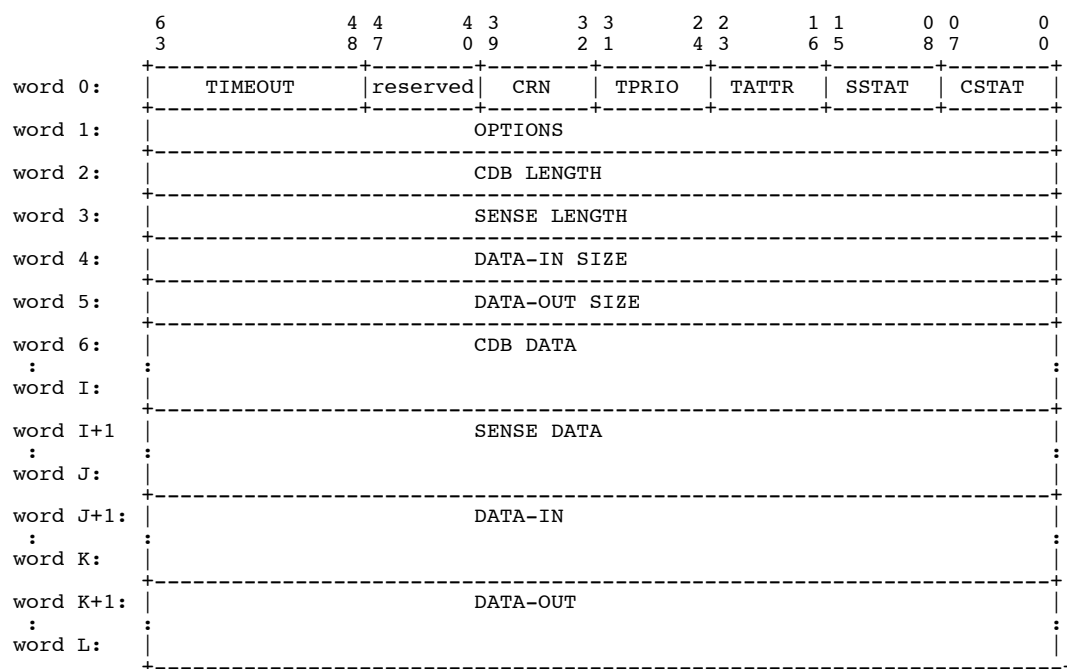 6 4 4 4 3 3 3 2 2 1 1 0 0 0
3 8 7 0 9 2 1 4 3 6 5 8 7 0
+---------------+--------+--------+--------+--------+--------+--------+
word 0: | TIMEOUT |reserved| CRN | TPRIO | TATTR | SSTAT | CSTAT |
+---------------+--------+--------+--------+--------+--------+--------+
word 1: | OPTIONS |
+---------------------------------------------------------------+
word 2: | CDB LENGTH |
+---------------------------------------------------------------+
word 3: | SENSE LENGTH |
+---------------------------------------------------------------+
word 4: | DATA-IN SIZE |
+---------------------------------------------------------------+
word 5: | DATA-OUT SIZE |
+---------------------------------------------------------------+
word 6: | CDB DATA |
: : :
word I: | |
+---------------------------------------------------------------+
word I+1 | SENSE DATA |
: : :
word J: | |
+---------------------------------------------------------------+
word J+1: | DATA-IN |
: : :
word K: | |
+---------------------------------------------------------------+
word K+1: | DATA-OUT |
: : :
word L: | |
+---------------------------------------------------------------+